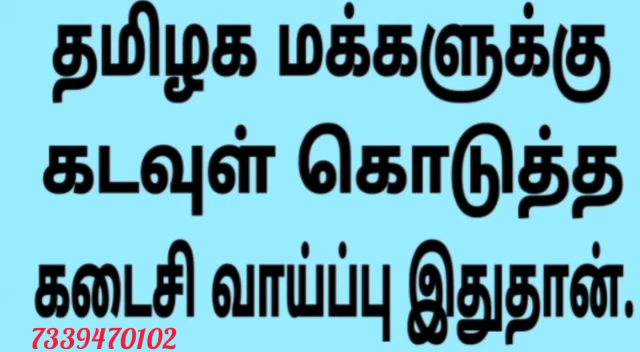 தமிழக மக்களுக்கு
கடவுள் கொடுத்த
கடைசி வாய்ப்பு இதுதான்.
7339470102